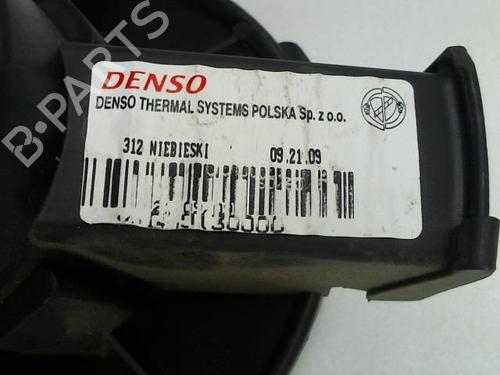 DENSO
DENSO THERMAL SYSTEMS POLSKA Sp. z o.o.
312 NIEBIESKI 09.21.09
B-PARTS